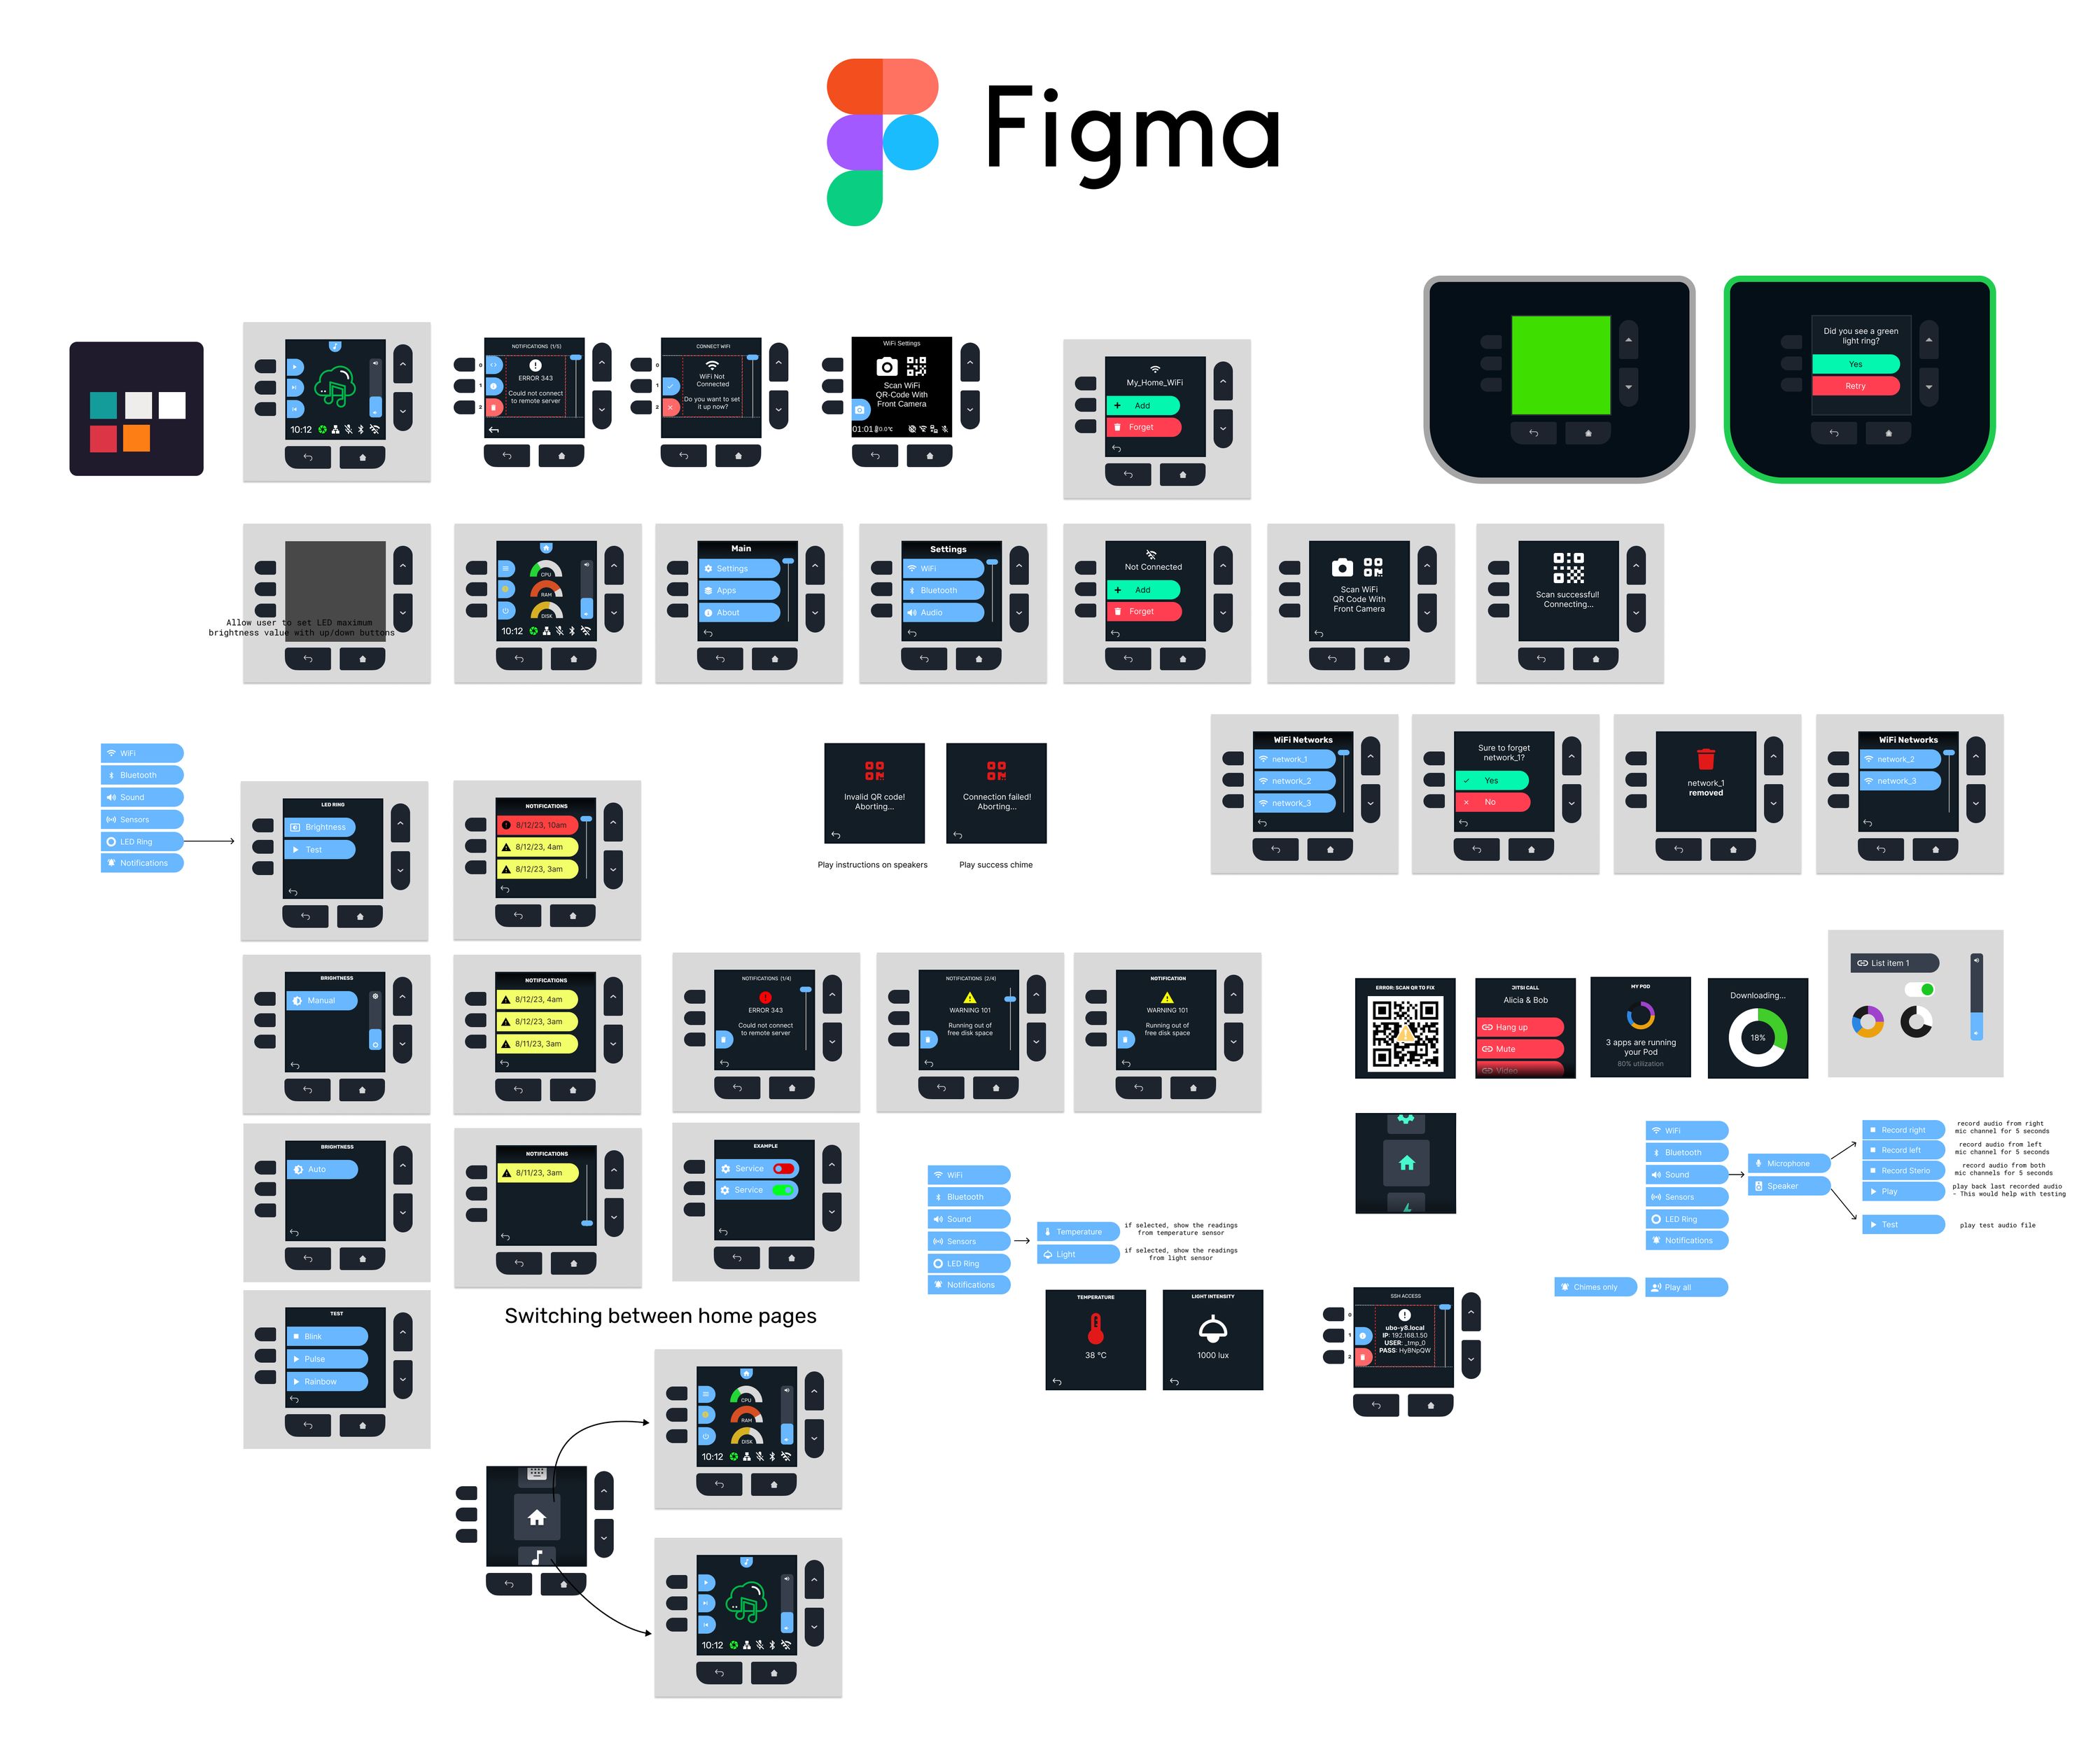 Figma
10:12
NOTIFICATIONS (1/5)
0
1
2
ERROR 343
Could not connect
to remote server
CONNECT WIFI
0
1
2
WiFi Not
Connected
Do you want to set
it up now?
WiFi Settings
Scan WiFi
QR-Code With
Front Camera
01:01
0.0°C
My_Home_WiFi
Add
Forget
Did you see a green
light ring?
Yes
Retry
Allow user to set LED maximum
brightness value with up/down buttons
CPU
RAM
DISK
10:12
Main
Settings
Apps
About
Settings
WiFi
Bluetooth
Audio
Not Connected
Add
Forget
Scan WiFi
QR Code With
Front Camera
Scan successful!
Connecting...
WiFi
Bluetooth
Sound
Sensors
LED Ring
Notifications
LED RING
Brightness
Test
NOTIFICATIONS
8/12/23, 10am
8/12/23, 4am
8/12/23, 3am
Invalid QR code!
Aborting...
Play instructions on speakers
Connection failed!
Aborting...
Play success chime
WiFi Networks
network_1
network_2
network_3
Sure to forget
network_1?
Yes
No
network_1
removed
WiFi Networks
network_2
network_3
BRIGHTNESS
Manual
NOTIFICATIONS
8/12/23, 4am
8/12/23, 3am
8/11/23, 3am
NOTIFICATIONS (1/4)
ERROR 343
Could not connect
to remote server
NOTIFICATIONS (2/4)
WARNING 101
Running out of
free disk space
NOTIFICATION
WARNING 101
Running out of
free disk space
ERROR: SCAN QR TO FIX
JITSI CALL
Alicia & Bob
Hang up
Mute
Video
MY POD
3 apps are running
your Pod
80% utilization
Downloading...
18%
List item 1
BRIGHTNESS
Auto
NOTIFICATIONS
8/11/23, 3am
EXAMPLE
Service
Service
WiFi
Bluetooth
Sound
Sensors
LED Ring
Notifications
Temperature
if selected, show the readings
from temperature sensor
Light
if selected, show the readings
from light sensor
WiFi
Bluetooth
Sound
Sensors
LED Ring
Notifications
Microphone
Speaker
Record right
record audio from right
mic channel for 5 seconds
Record left
record audio from left
mic channel for 5 seconds
Record Sterio
record audio from both
mic channels for 5 seconds
Play
play back last recorded audio
- This would help with testing
Test
play test audio file
Chimes only
Play all
TEST
Blink
Pulse
Rainbow
Switching between home pages
TEMPERATURE
38 °C
LIGHT INTENSITY
1000 lux
SSH ACCESS
0
1
2
ubo-y8.local
IP: 192.168.1.50
USER: _tmp_0
PASS: HyBNpQW
CPU
RAM
DISK
10:12
10:12